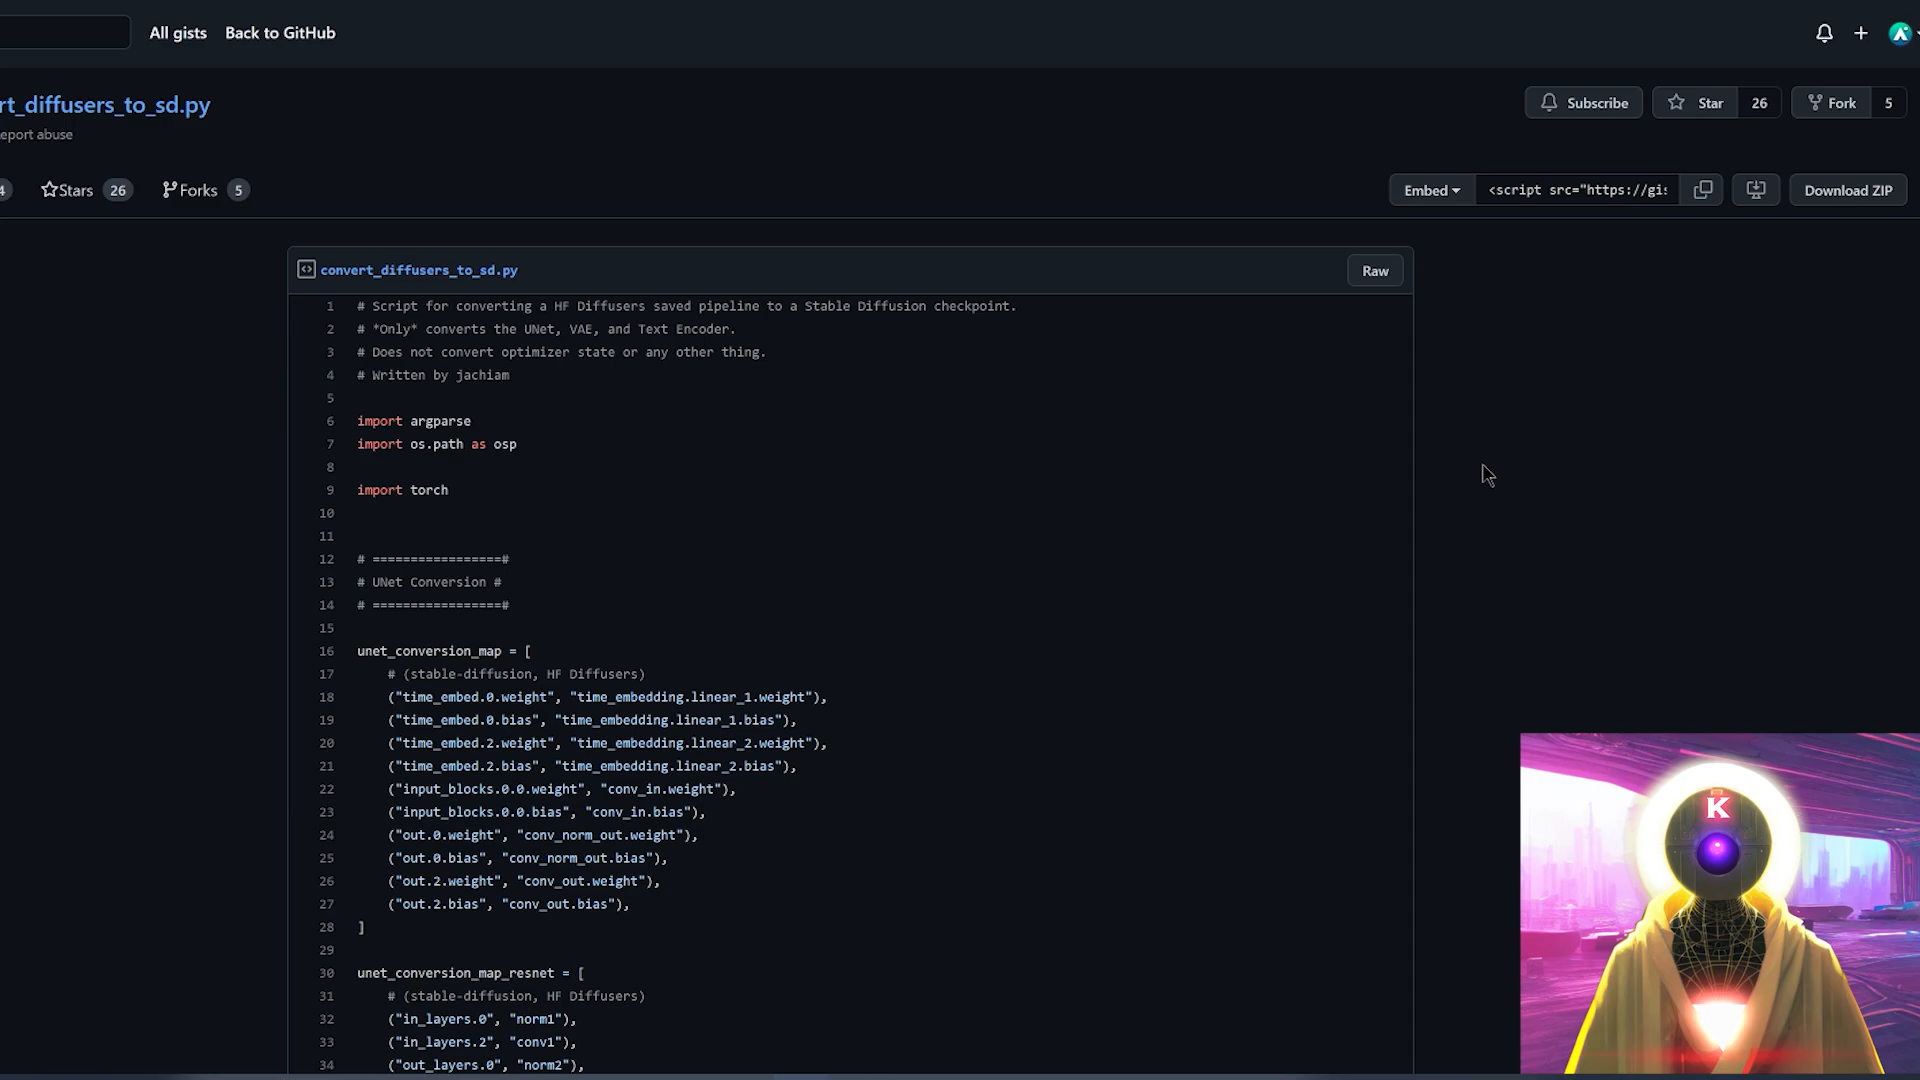 All gists Back to GitHub
rt_diffusers_to_sd.py
Subscribe Star 26 Fork 5
eport abuse
4 Stars 26 Forks 5
Embed <script src="https://gis Download ZIP
convert_diffusers_to_sd.py Raw
1 # Script for converting a HF Diffusers saved pipeline to a Stable Diffusion checkpoint.
2 # *Only* converts the UNet, VAE, and Text Encoder.
3 # Does not convert optimizer state or any other thing.
4 # Written by jachiam
5
6 import argparse
7 import os.path as osp
8
9 import torch
10
11
12 # =================#
13 # UNet Conversion #
14 # =================#
15
16 unet_conversion_map = [
17 # (stable-diffusion, HF Diffusers)
18 ("time_embed.0.weight", "time_embedding.linear_1.weight"),
19 ("time_embed.0.bias", "time_embedding.linear_1.bias"),
20 ("time_embed.2.weight", "time_embedding.linear_2.weight"),
21 ("time_embed.2.bias", "time_embedding.linear_2.bias"),
22 ("input_blocks.0.0.weight", "conv_in.weight"),
23 ("input_blocks.0.0.bias", "conv_in.bias"),
24 ("out.0.weight", "conv_norm_out.weight"),
25 ("out.0.bias", "conv_norm_out.bias"),
26 ("out.2.weight", "conv_out.weight"),
27 ("out.2.bias", "conv_out.bias"),
28 ]
29
30 unet_conversion_map_resnet = [
31 # (stable-diffusion, HF Diffusers)
32 ("in_layers.0", "norm1"),
33 ("in_layers.2", "conv1"),
34 ("out_layers.0", "norm2"),
K